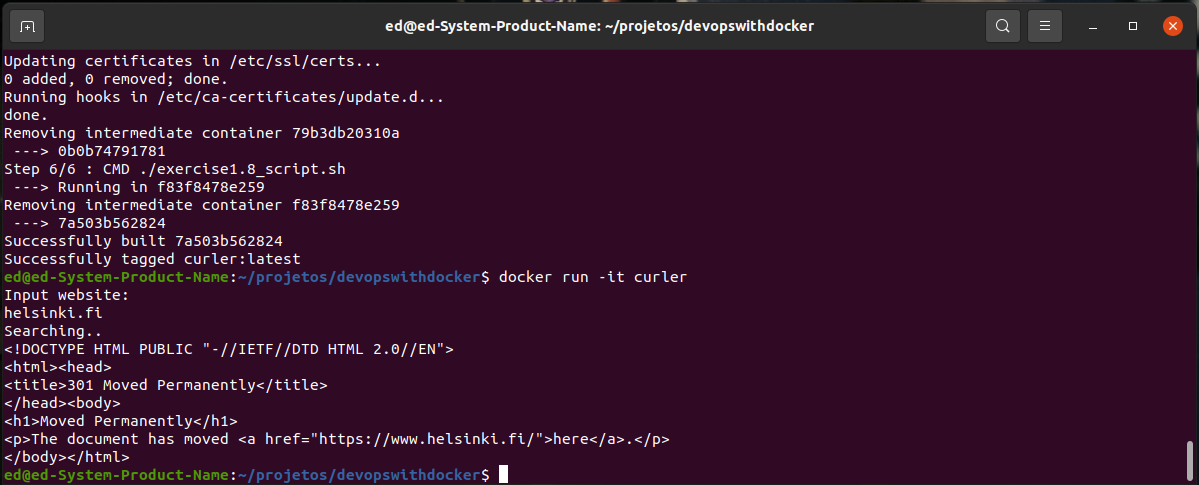 ed@ed-System-Product-Name: ~/projetos/devopswithdocker
Updating certificates in /etc/ssl/certs...
0 added, 0 removed; done.
Running hooks in /etc/ca-certificates/update.d...
done.
Removing intermediate container 79b3db20310a
 ---> 0b0b74791781
Step 6/6 : CMD ./exercise1.8_script.sh
 ---> Running in f83f8478e259
Removing intermediate container f83f8478e259
 ---> 7a503b562824
Successfully built 7a503b562824
Successfully tagged curler:latest
ed@ed-System-Product-Name:~/projetos/devopswithdocker$ docker run -it curler
Input website:
helsinki.fi
Searching..
<!DOCTYPE HTML PUBLIC "-//IETF//DTD HTML 2.0//EN">
<html><head>
<title>301 Moved Permanently</title>
</head><body>
<h1>Moved Permanently</h1>
<p>The document has moved <a href="https://www.helsinki.fi/">here</a>.</p>
</body></html>
ed@ed-System-Product-Name:~/projetos/devopswithdocker$